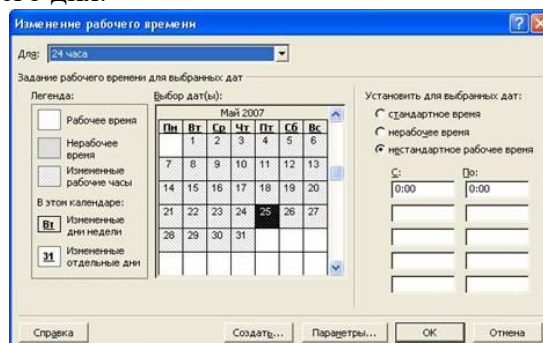 Изменение рабочего времени
Для: 24 часа
Задание рабочего времени для выбранных дат
Легенда:
Рабочее время
Нерабочее
время
Измененные
рабочие часы
В этом календаре:
Вт Измененные
дни недели
31 Измененные
отдельные дни
Выбор дат(ы):
Май 2007
Пн Вт Ср Чт Пт Сб Вс
1 2 3 4 5 6
7 8 9 10 11 12 13
14 15 16 17 18 19 20
21 22 23 24 25 26 27
28 29 30 31
Установить для выбранных дат:
стандартное время
нерабочее время
нестандартное рабочее время
С: По:
0:00 0:00
Справка Создать... Параметры... ОК Отмена